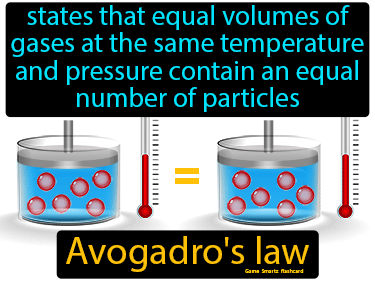 states that equal volumes of
gases at the same temperature
and pressure contain an equal
number of particles
=
Avogadro's law
Game Smartz flashcard